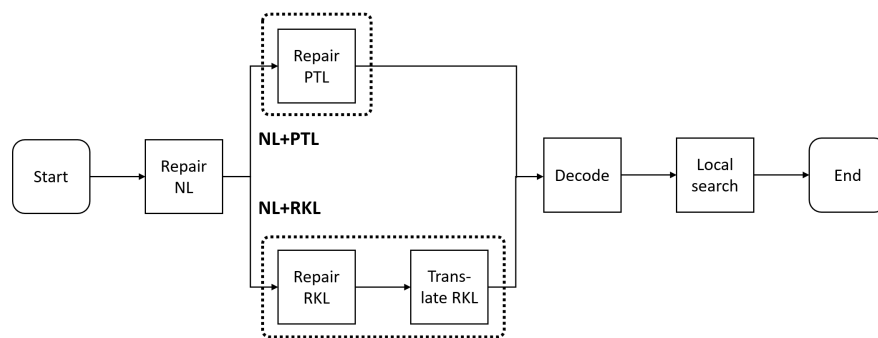 Repair
PTL
NL+PTL
Start
Repair
NL
Decode
Local
search
End
NL+RKL
Repair
RKL
Trans-
late RKL